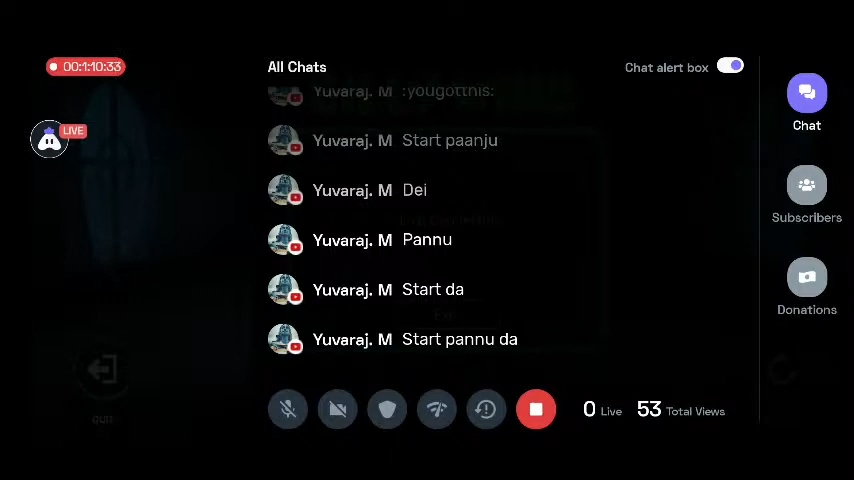 00:1:10:33
All Chats
Chat alert box
LIVE
Yuvaraj. M :yougotthis:
Yuvaraj. M Start paanju
Yuvaraj. M Dei
Yuvaraj. M Pannu
Yuvaraj. M Start da
Yuvaraj. M Start pannu da
Chat
Subscribers
Donations
0 Live
53 Total Views